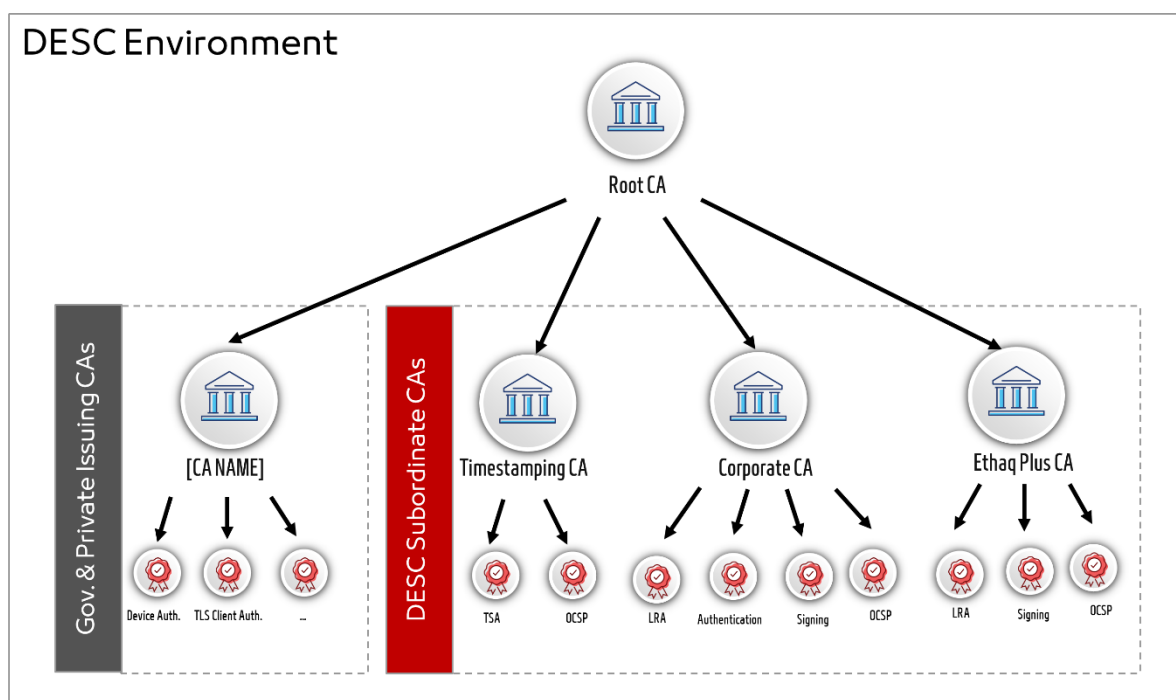 DESC Environment
Root CA
Gov.& Private Issuing CAs
DESC Subordinate CAs
[CA NAME]
Timestamping CA
Corporate CA
Ethaq Plus CA
Device Auth.
TLS Client Auth.
...
TSA
OCSP
LRA
Authentication
Signing
OCSP
LRA
Signing
OCSP